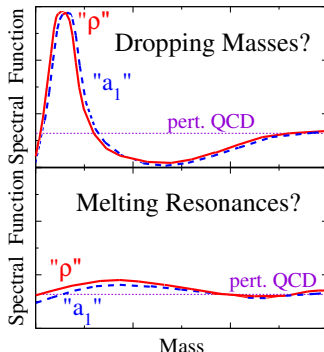 "ρ"
Dropping Masses?
"a1"
pert. QCD
Spectral Function
Melting Resonances?
"ρ"
pert. QCD
"a1"
Spectral Function
Mass